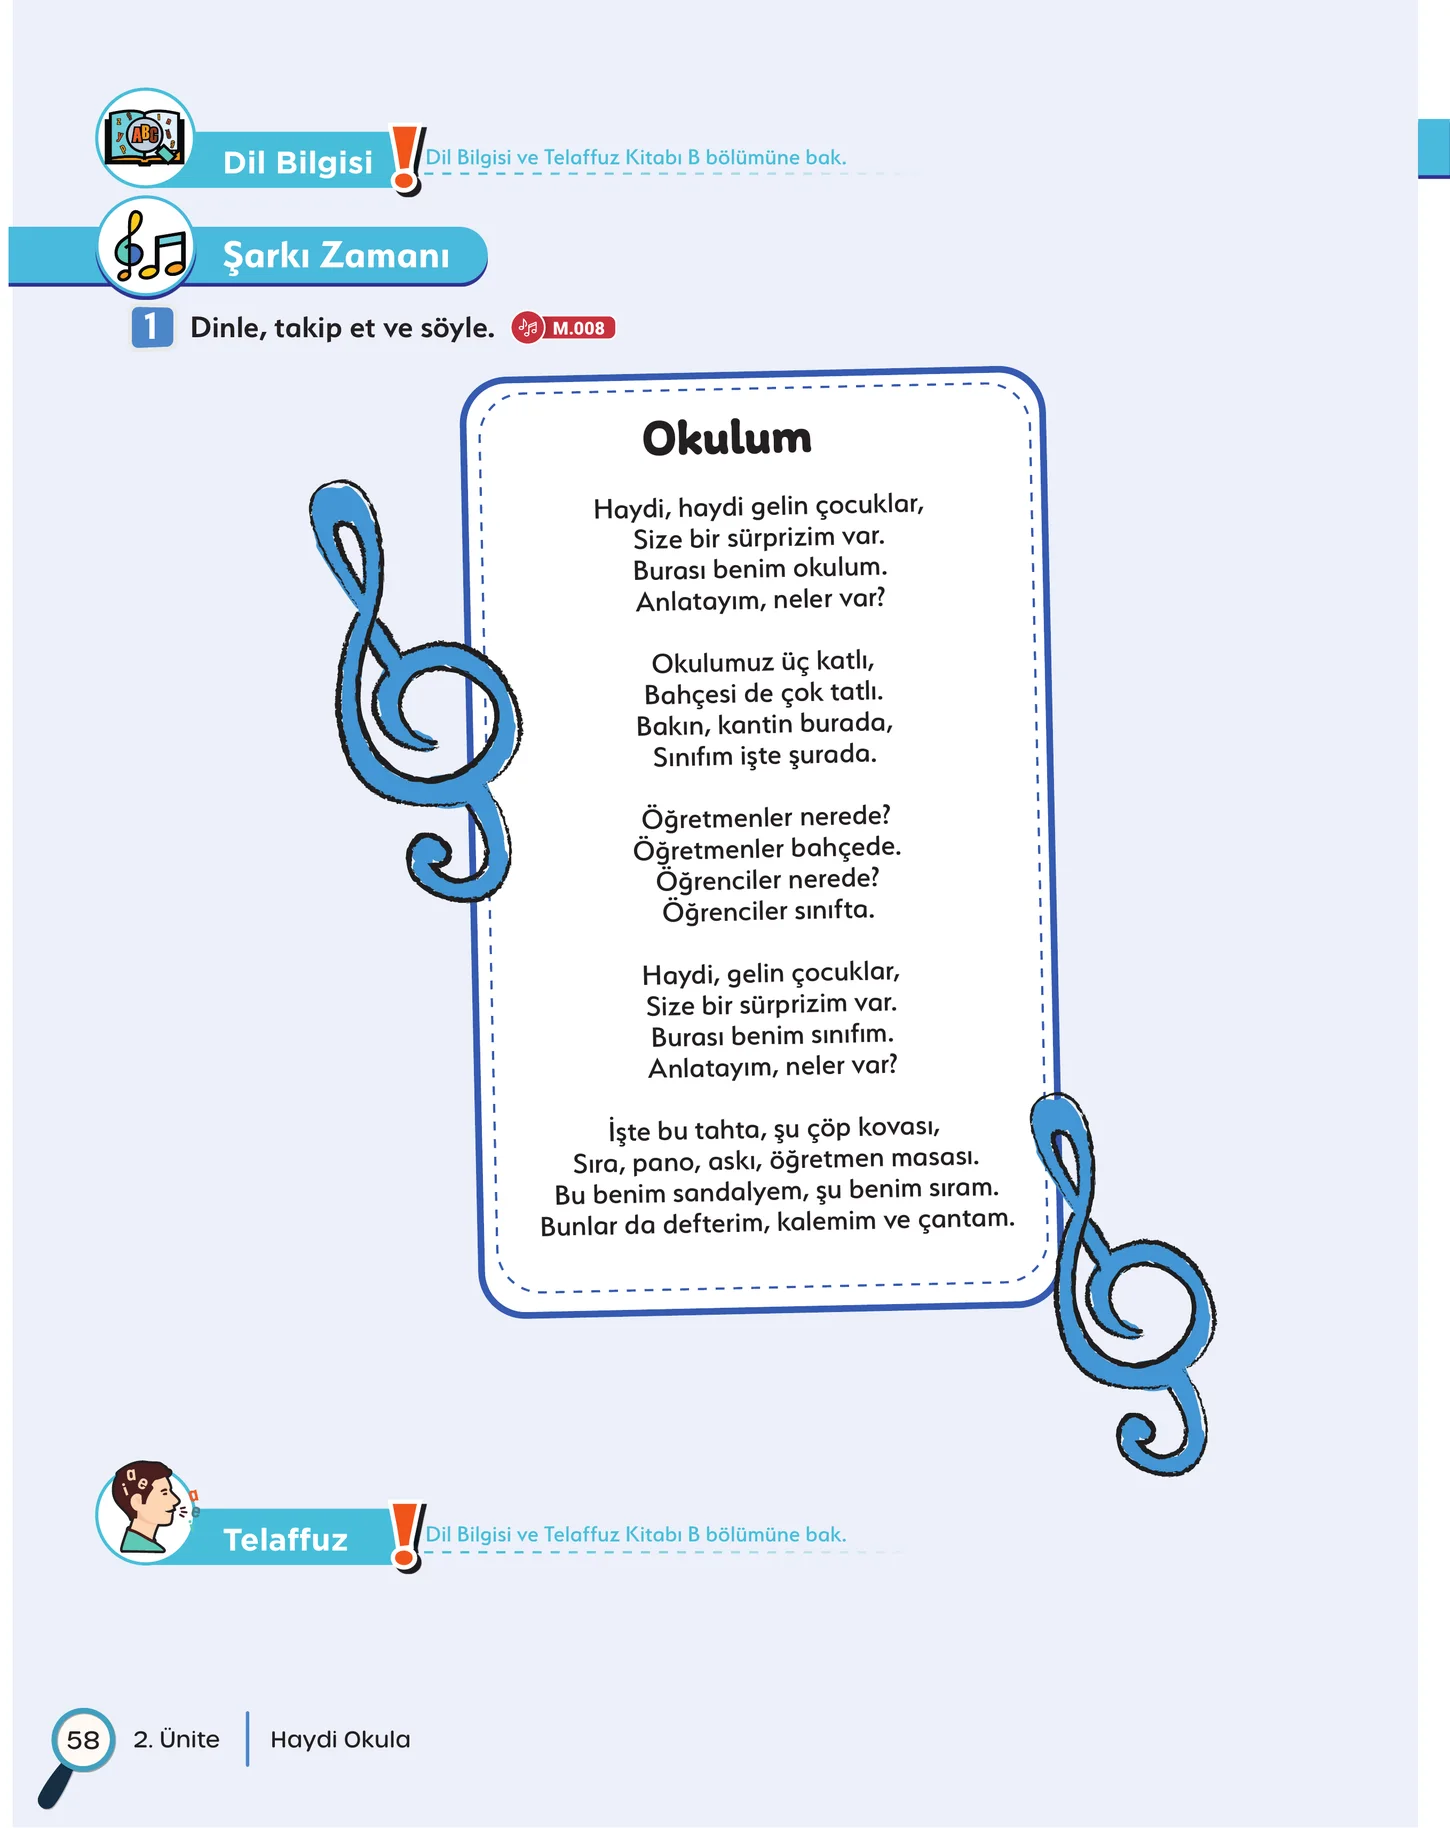 Dil Bilgisi
Dil Bilgisi ve Telaffuz Kitabı B bölümüne bak.
Şarkı Zamanı
1 Dinle, takip et ve söyle. M.008
Okulum
Haydi, haydi gelin çocuklar,
Size bir sürprizim var.
Burası benim okulum.
Anlatayım, neler var?
Okulumuz üç katlı,
Bahçesi de çok tatlı.
Bakın, kantin burada,
Sınıfım işte şurada.
Öğretmenler nerede?
Öğretmenler bahçede.
Öğrenciler nerede?
Öğrenciler sınıfta.
Haydi, gelin çocuklar,
Size bir sürprizim var.
Burası benim sınıfım.
Anlatayım, neler var?
İşte bu tahta, şu çöp kovası,
Sıra, pano, askı, öğretmen masası.
Bu benim sandalyem, şu benim sıram.
Bunlar da defterim, kalemim ve çantam.
Telaffuz
Dil Bilgisi ve Telaffuz Kitabı B bölümüne bak.
58 2. Ünite Haydi Okula